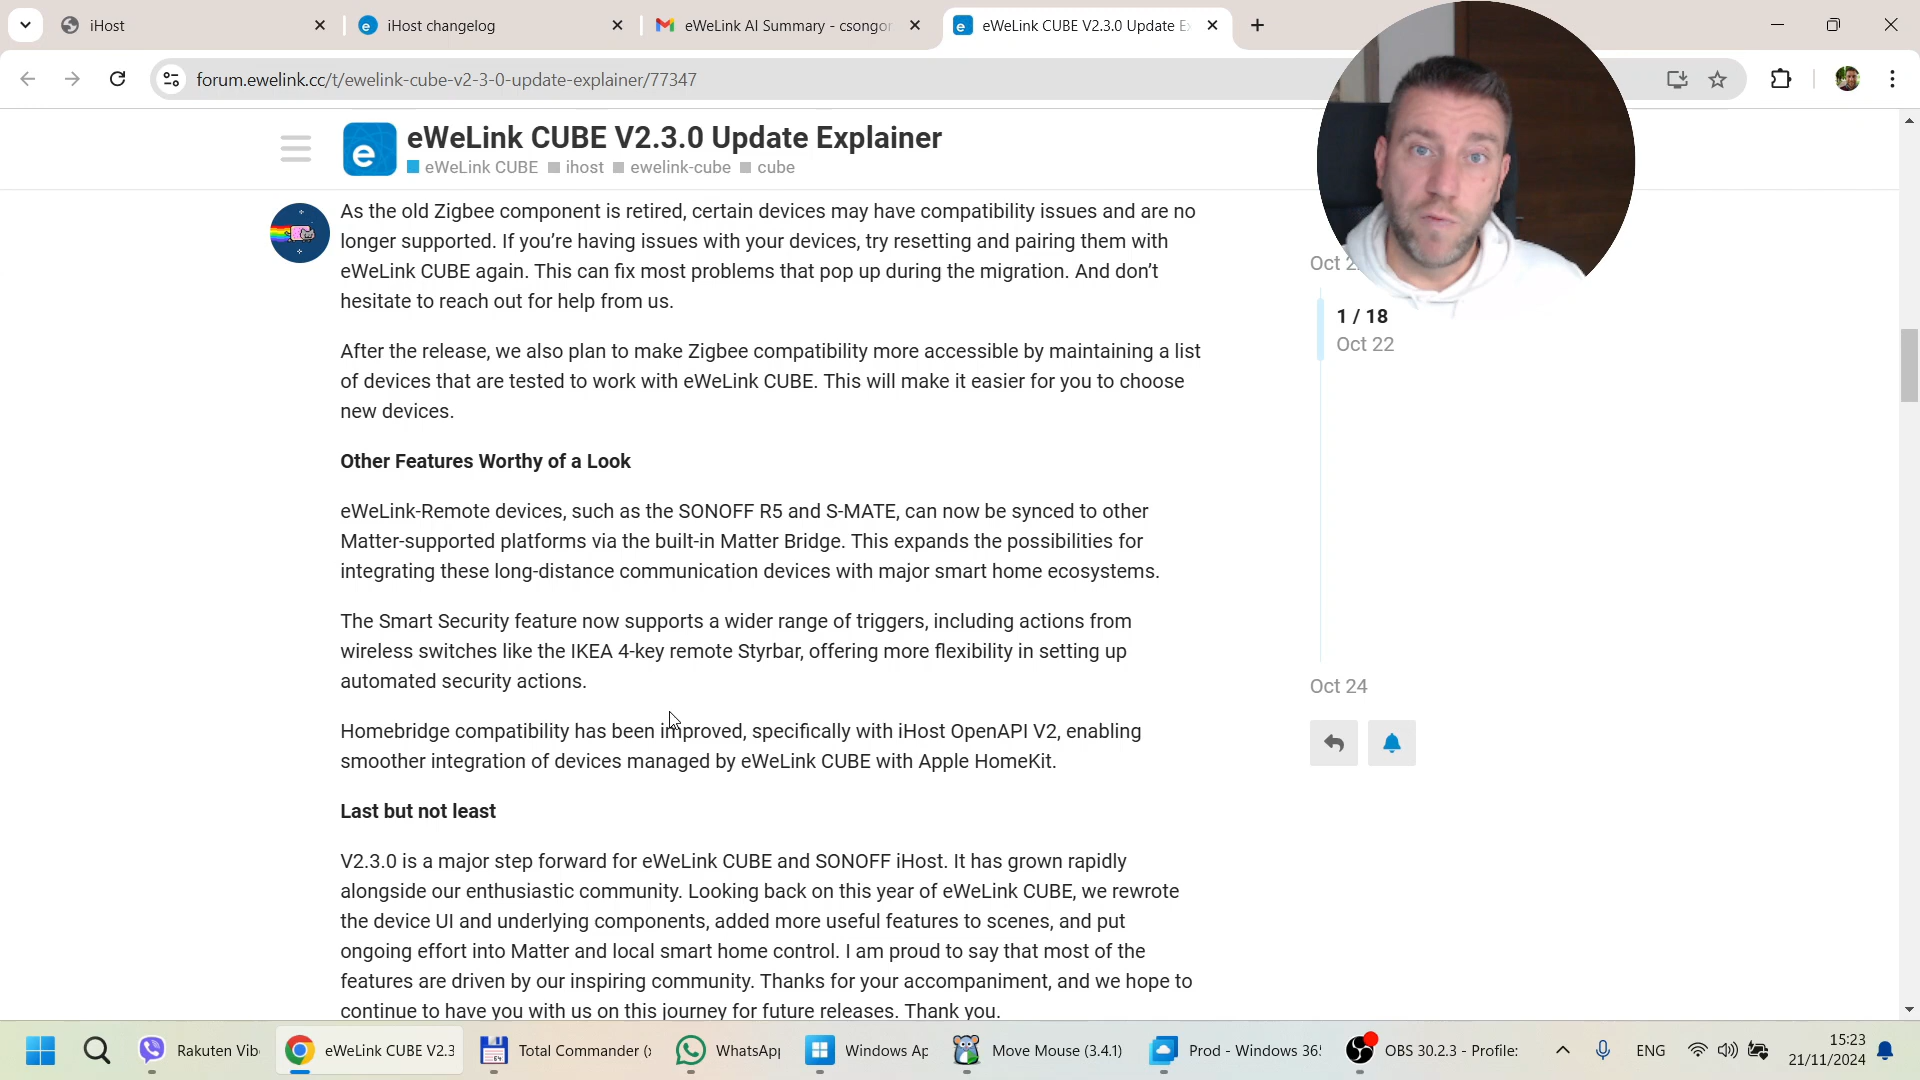 iHost
iHost changelog
eWeLink AI Summary - csongor
eWeLink CUBE V2.3.0 Update Ex
forum.ewelink.cc/t/ewelink-cube-v2-3-0-update-explainer/77347
eWeLink CUBE V2.3.0 Update Explainer
eWeLink CUBE ihost ewelink-cube cube
As the old Zigbee component is retired, certain devices may have compatibility issues and are no
longer supported. If you’re having issues with your devices, try resetting and pairing them with
eWeLink CUBE again. This can fix most problems that pop up during the migration. And don’t
hesitate to reach out for help from us.
After the release, we also plan to make Zigbee compatibility more accessible by maintaining a list
of devices that are tested to work with eWeLink CUBE. This will make it easier for you to choose
new devices.
Other Features Worthy of a Look
eWeLink-Remote devices, such as the SONOFF R5 and S-MATE, can now be synced to other
Matter-supported platforms via the built-in Matter Bridge. This expands the possibilities for
integrating these long-distance communication devices with major smart home ecosystems.
The Smart Security feature now supports a wider range of triggers, including actions from
wireless switches like the IKEA 4-key remote Styrbar, offering more flexibility in setting up
automated security actions.
Homebridge compatibility has been improved, specifically with iHost OpenAPI V2, enabling
smoother integration of devices managed by eWeLink CUBE with Apple HomeKit.
Last but not least
V2.3.0 is a major step forward for eWeLink CUBE and SONOFF iHost. It has grown rapidly
alongside our enthusiastic community. Looking back on this year of eWeLink CUBE, we rewrote
the device UI and underlying components, added more useful features to scenes, and put
ongoing effort into Matter and local smart home control. I am proud to say that most of the
features are driven by our inspiring community. Thanks for your accompaniment, and we hope to
continue to have you with us on this journey for future releases. Thank you.
Oct 2
1 / 18
Oct 22
Oct 24
Rakuten Vib
eWeLink CUBE V2.3
Total Commander (
WhatsApp
Windows Ap
Move Mouse (3.4.1)
Prod - Windows 365
OBS 30.2.3 - Profile:
ENG
15:23
21/11/2024